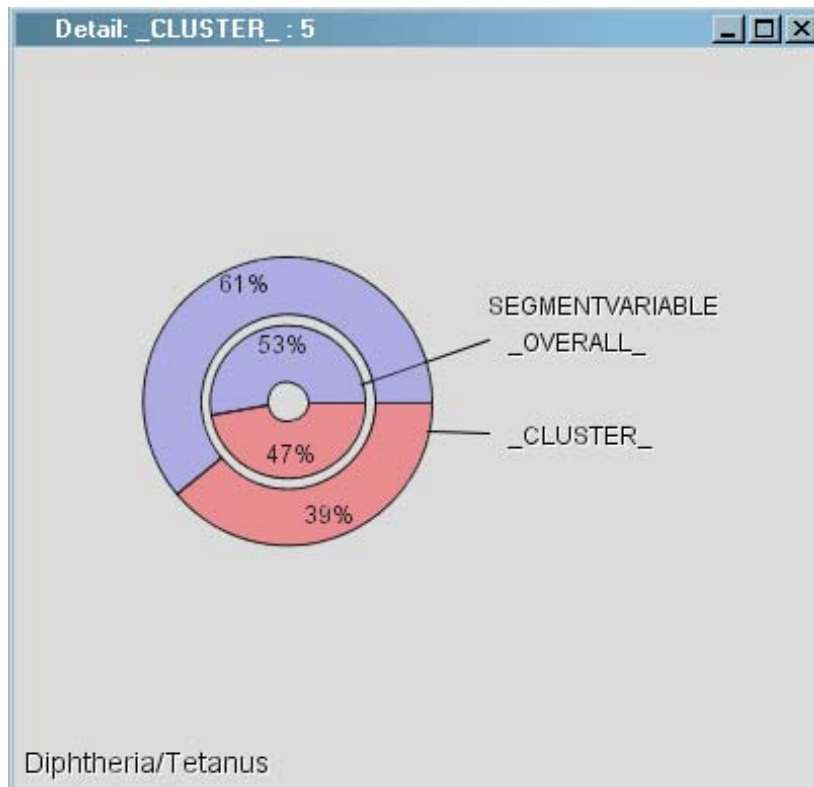 Detail: _CLUSTER_ : 5
61%
SEGMENTVARIABLE
53%
_OVERALL_
_CLUSTER_
47%
39%
Diphtheria/Tetanus